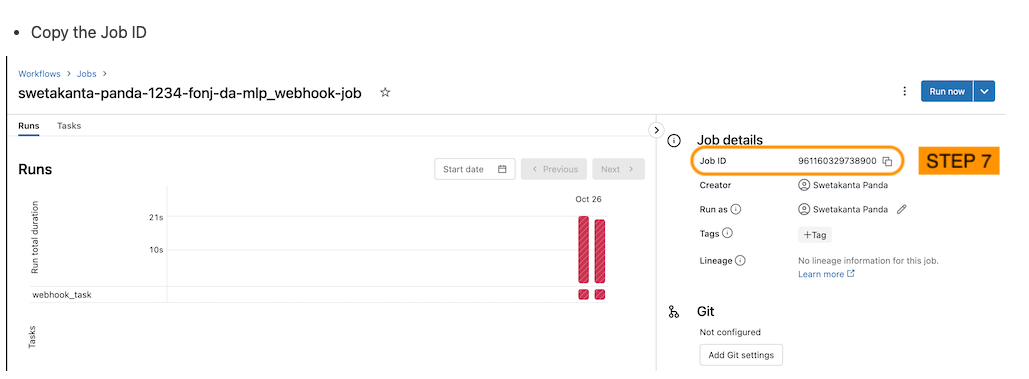 • Copy the Job ID
Workflows > Jobs >
swetakanta-panda-1234-fonj-da-mlp_webhook-job
Run now
Runs Tasks
Runs
Start date
Previous
Next
Oct 26
Run total duration
21s
10s
webhook_task
Tasks
Job details
Job ID 961160329738900
STEP 7
Creator Swetakanta Panda
Run as Swetakanta Panda
Tags +Tag
Lineage No lineage information for this job.
Learn more
Git
Not configured
Add Git settings